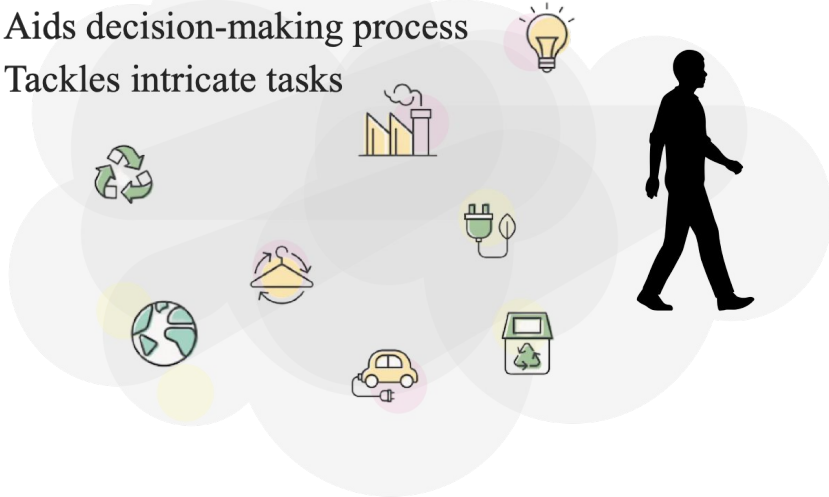 Aids decision-making process
Tackles intricate tasks